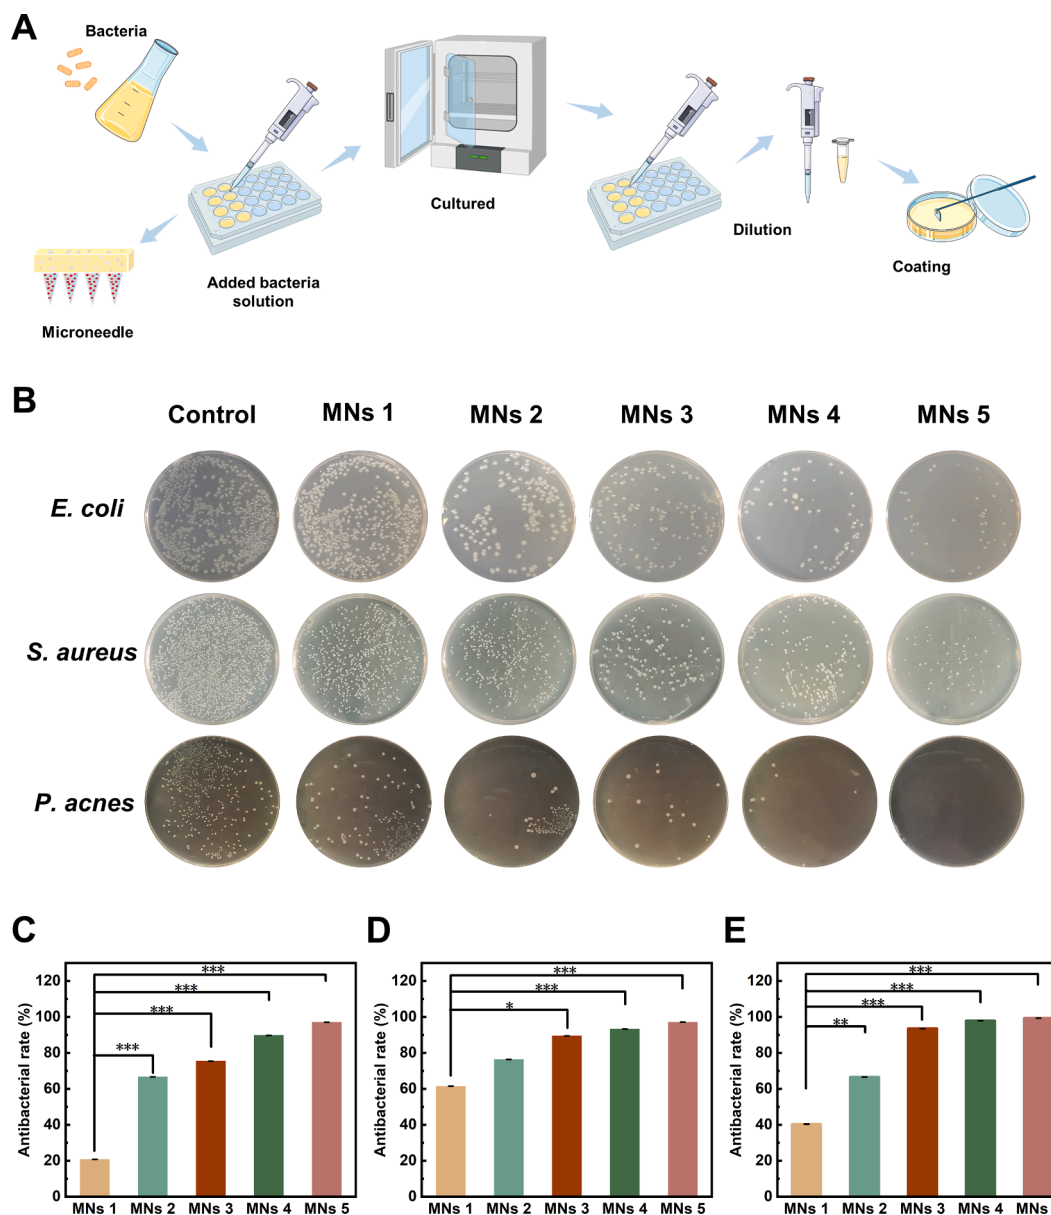 A
Bacteria
Cultured
Dilution
Coating
Added bacteria
solution
Microneedle
B
Control MNs 1 MNs 2 MNs 3 MNs 4 MNs 5
E. coli
S. aureus
P. acnes
C
Antibacterial rate (%)
120
100
80
60
40
20
0
***
***
***
***
MNs 1 MNs 2 MNs 3 MNs 4 MNs 5
D
Antibacterial rate (%)
120
100
80
60
40
20
0
***
***
*
MNs 1 MNs 2 MNs 3 MNs 4 MNs 5
E
Antibacterial rate (%)
120
100
80
60
40
20
0
***
***
***
**
MNs 1 MNs 2 MNs 3 MNs 4 MNs